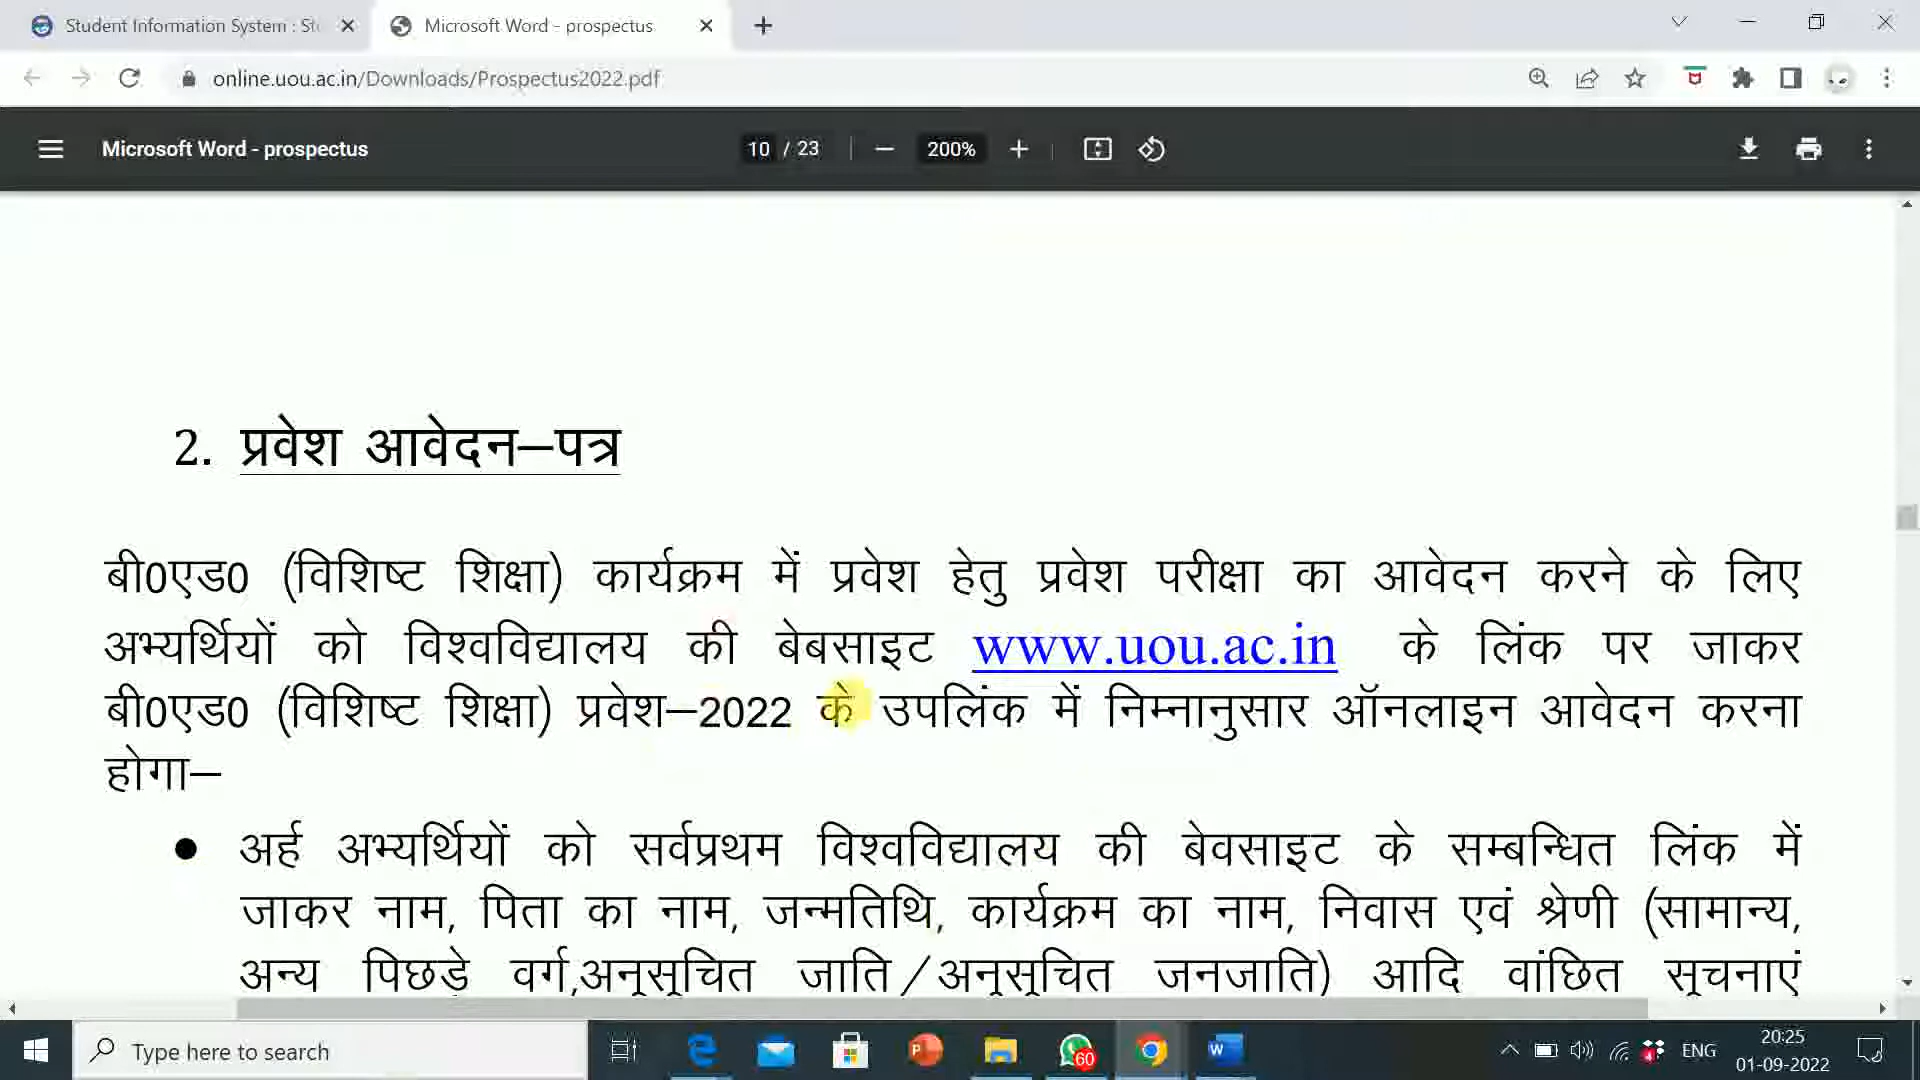 Student Information System : St
Microsoft Word - prospectus
online.uou.ac.in/Downloads/Prospectus2022.pdf
Microsoft Word - prospectus
10 / 23
200%
2. प्रवेश आवेदन–पत्र
बी0एड0 (विशिष्ट शिक्षा) कार्यक्रम में प्रवेश हेतु प्रवेश परीक्षा का आवेदन करने के लिए
अभ्यर्थियों को विश्वविद्यालय की बेबसाइट www.uou.ac.in के लिंक पर जाकर
बी0एड0 (विशिष्ट शिक्षा) प्रवेश–2022 के उपलिंक में निम्नानुसार ऑनलाइन आवेदन करना
होगा–
● अर्ह अभ्यर्थियों को सर्वप्रथम विश्वविद्यालय की बेवसाइट के सम्बन्धित लिंक में
जाकर नाम, पिता का नाम, जन्मतिथि, कार्यक्रम का नाम, निवास एवं श्रेणी (सामान्य,
अन्य पिछड़े वर्ग,अनुसूचित जाति/अनुसूचित जनजाति) आदि वांछित सूचनाएं
Type here to search
60
4
ENG
20:25
01-09-2022